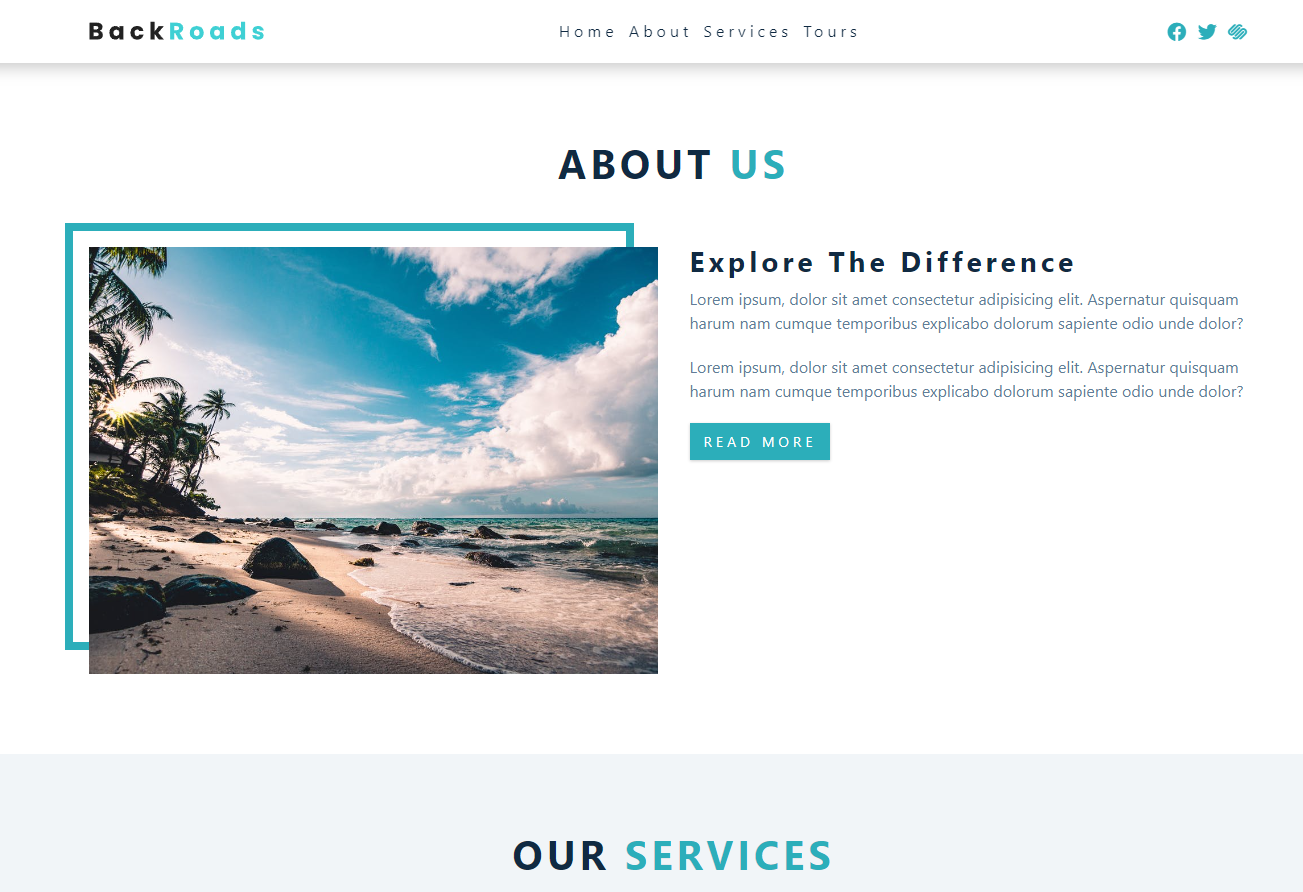 BackRoads
Home About Services Tours
ABOUT US
Explore The Difference
Lorem ipsum, dolor sit amet consectetur adipisicing elit. Aspernatur quisquam
harum nam cumque temporibus explicabo dolorum sapiente odio unde dolor?
Lorem ipsum, dolor sit amet consectetur adipisicing elit. Aspernatur quisquam
harum nam cumque temporibus explicabo dolorum sapiente odio unde dolor?
READ MORE
OUR SERVICES